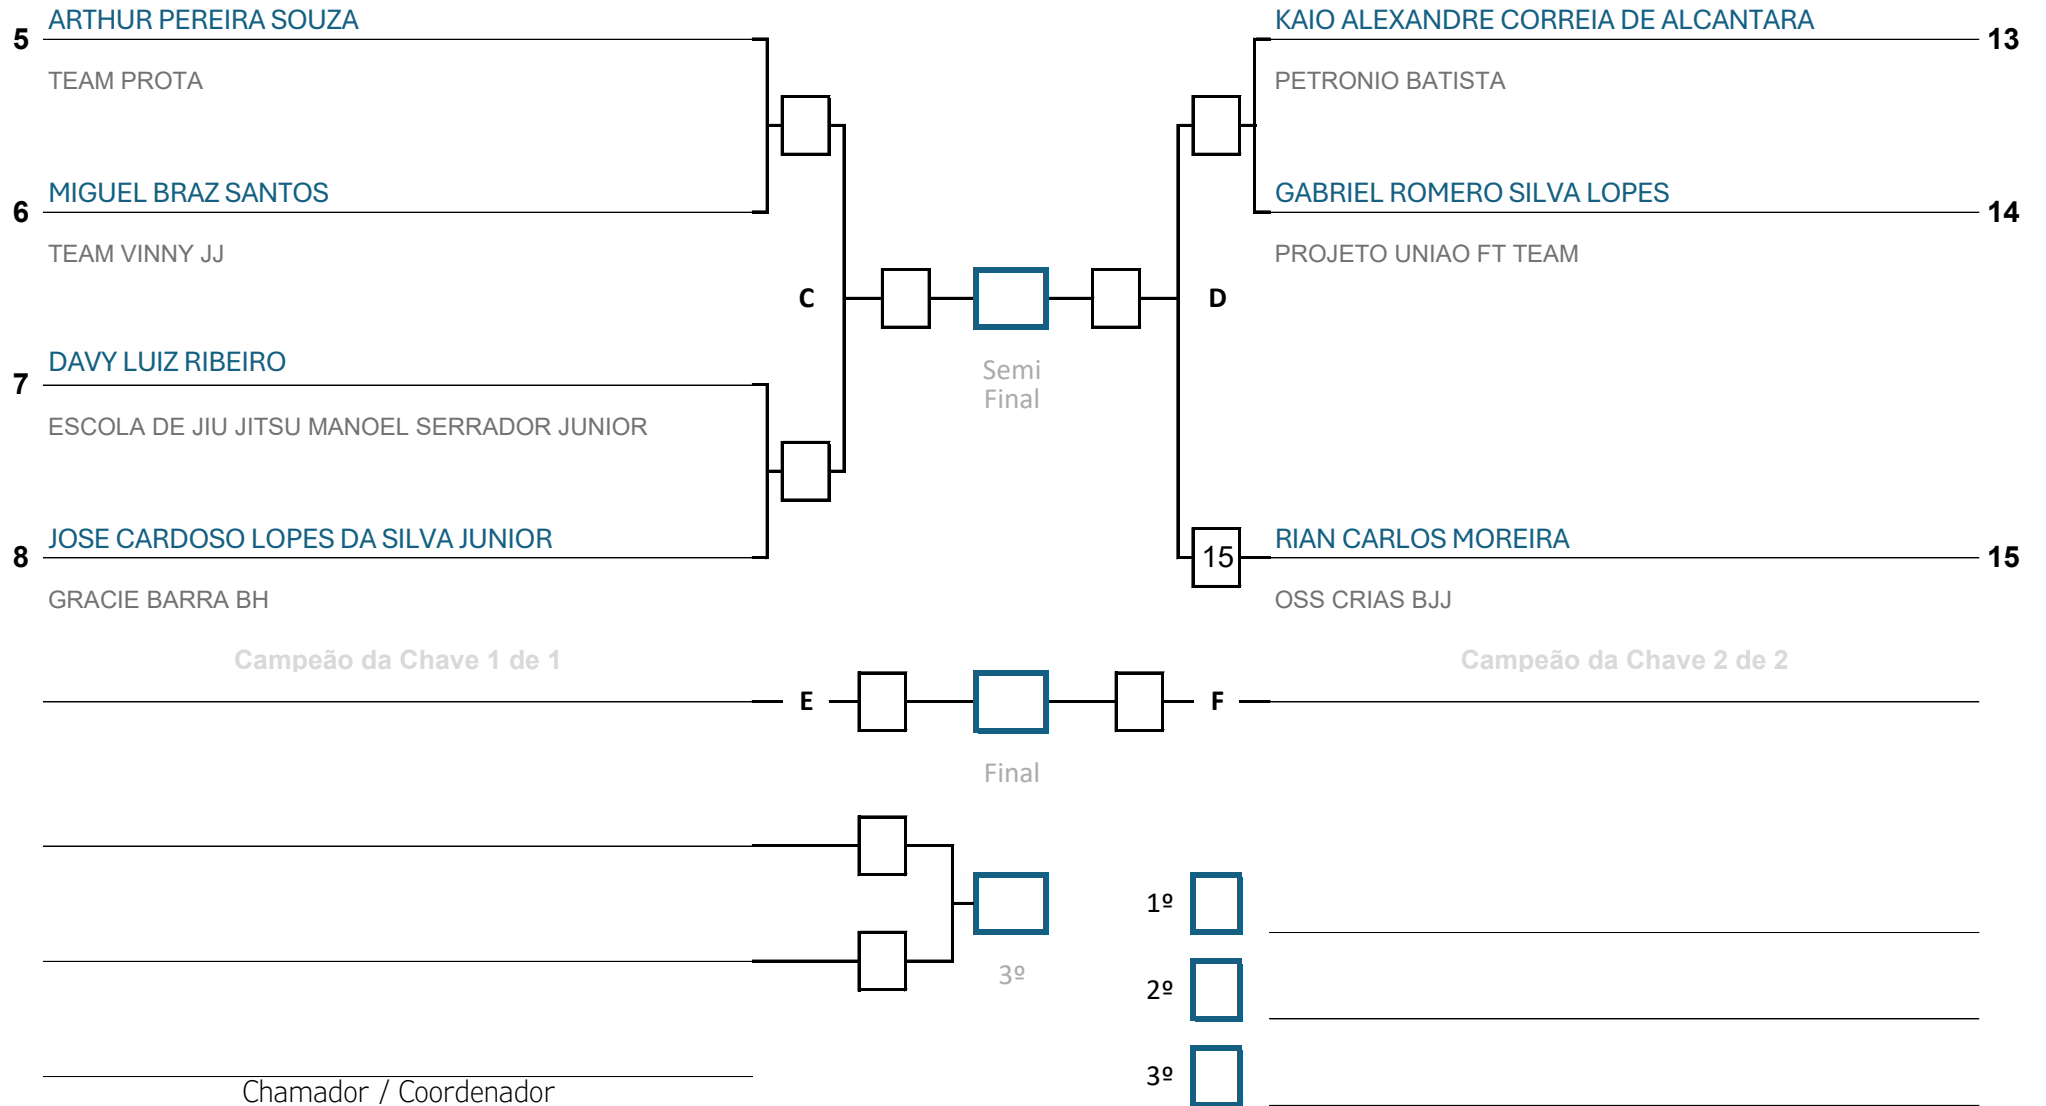 ARTHUR PEREIRA SOUZA
5
TEAM PROTA
MIGUEL BRAZ SANTOS
6
TEAM VINNY JJ
C
DAVY LUIZ RIBEIRO
7
ESCOLA DE JIU JITSU MANOEL SERRADOR JUNIOR
JOSE CARDOSO LOPES DA SILVA JUNIOR
8
GRACIE BARRA BH
Semi
Final
KAIO ALEXANDRE CORREIA DE ALCANTARA
13
PETRONIO BATISTA
GABRIEL ROMERO SILVA LOPES
14
PROJETO UNIAO FT TEAM
D
15
RIAN CARLOS MOREIRA
15
OSS CRIAS BJJ
Campeão da Chave 1 de 1
Campeão da Chave 2 de 2
E
F
Final
3º
1º
2º
3º
Chamador / Coordenador